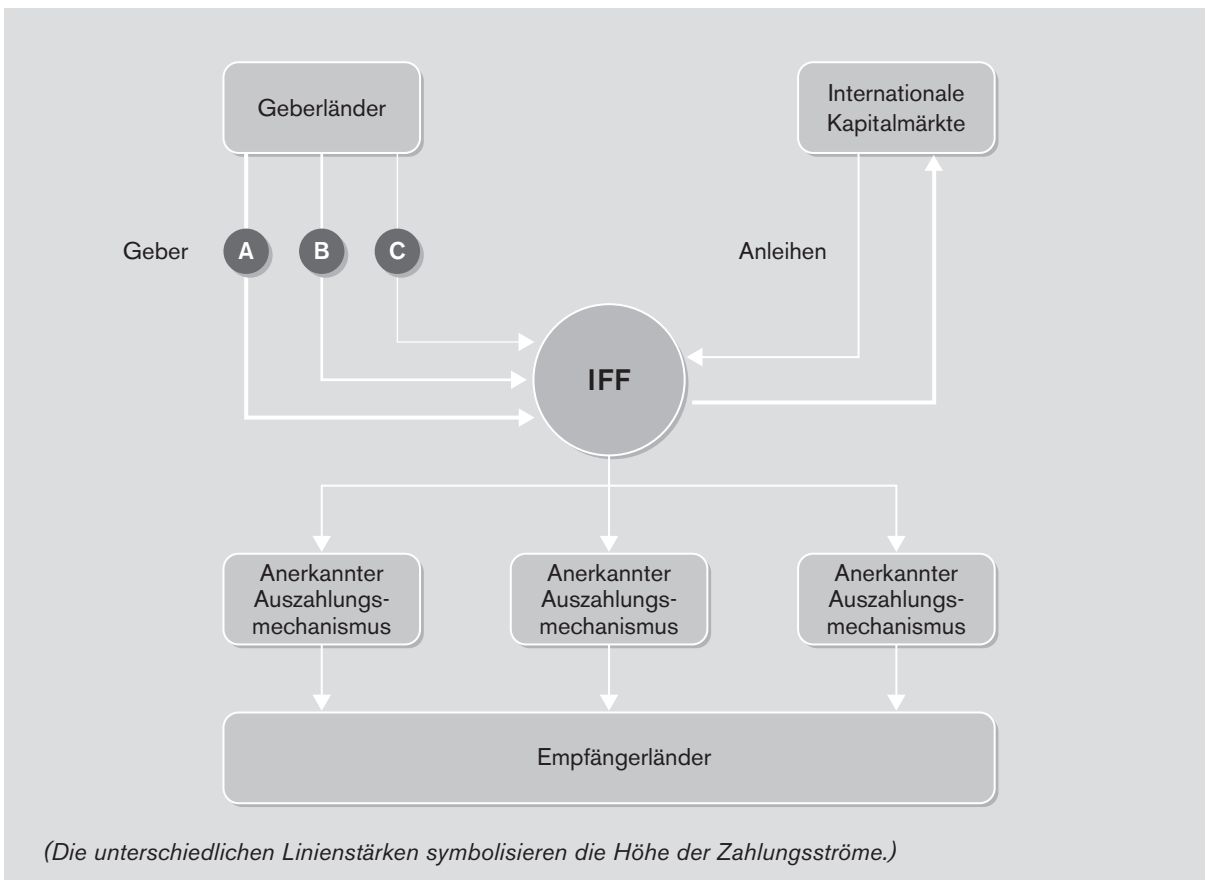 Geberländer
Internationale
Kapitalmärkte
Geber
A
B
C
Anleihen
IFF
Anerkannter
Auszahlungs-
mechanismus
Anerkannter
Auszahlungs-
mechanismus
Anerkannter
Auszahlungs-
mechanismus
Empfängerländer
(Die unterschiedlichen Linienstärken symbolisieren die Höhe der Zahlungsströme.)